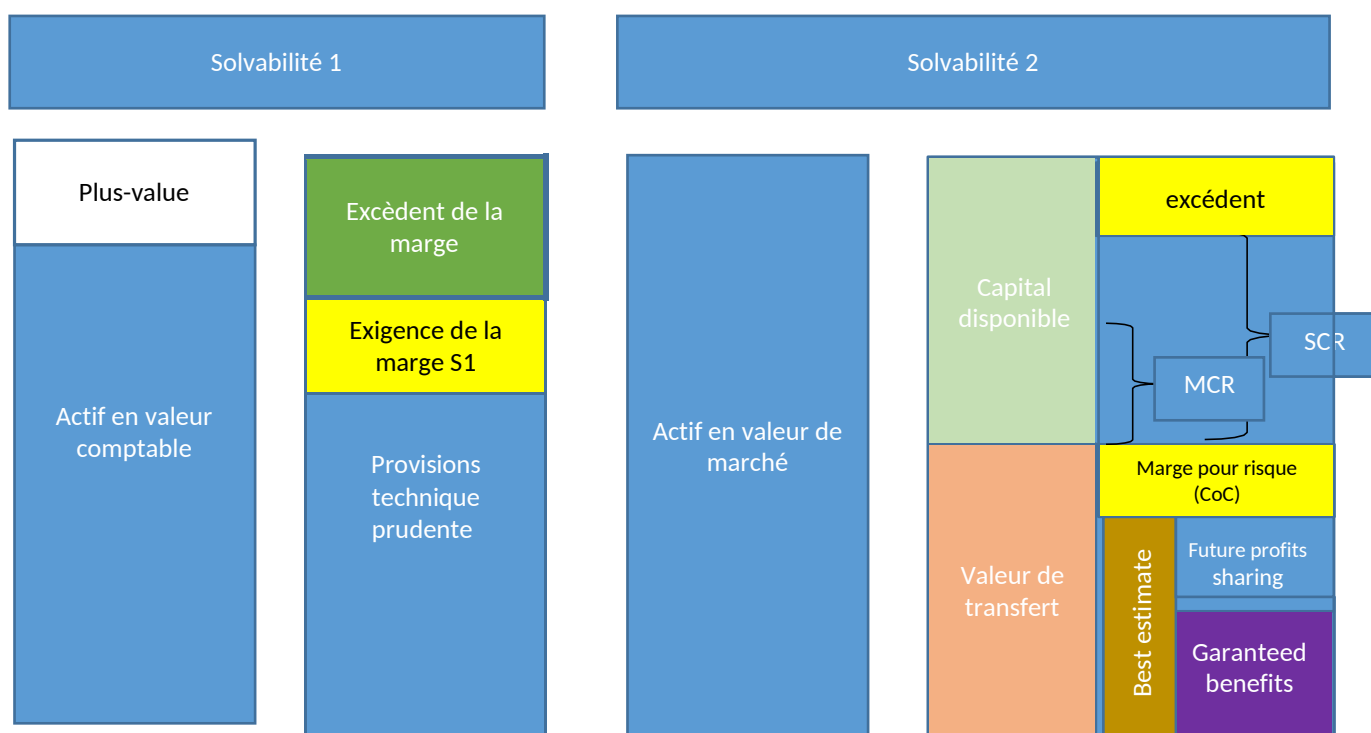 Solvabilité 1
Solvabilité 2
Plus-value
Actif en valeur
comptable
Excèdent de la
marge
Exigence de la
marge S1
Provisions
technique
prudente
Actif en valeur de
marché
Capital
disponible
Valeur de
transfert
excédent
SCR
MCR
Marge pour risque
(CoC)
Best estimate
Future profits
sharing
Garanteed
benefits